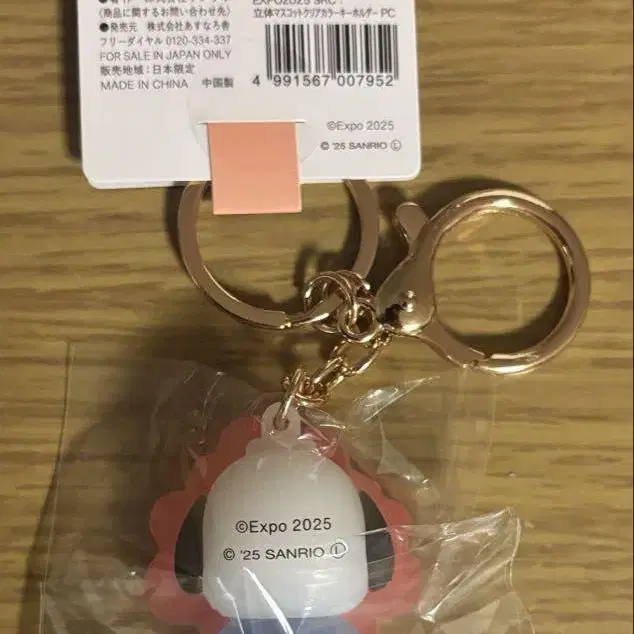 (商品に関するお問い合わせ先)
●発売元 株式会社あすなろ舎
フリーダイヤル 0120-334-337
FOR SALE IN JAPAN ONLY
販売地域:日本限定
MADE IN CHINA 中国製
EXPO2025 SRC
立体マスコットクリアカラーキーホルダー PC
4 991567 007952
©Expo 2025
© '25 SANRIO Ⓛ
©Expo 2025
© '25 SANRIO Ⓛ